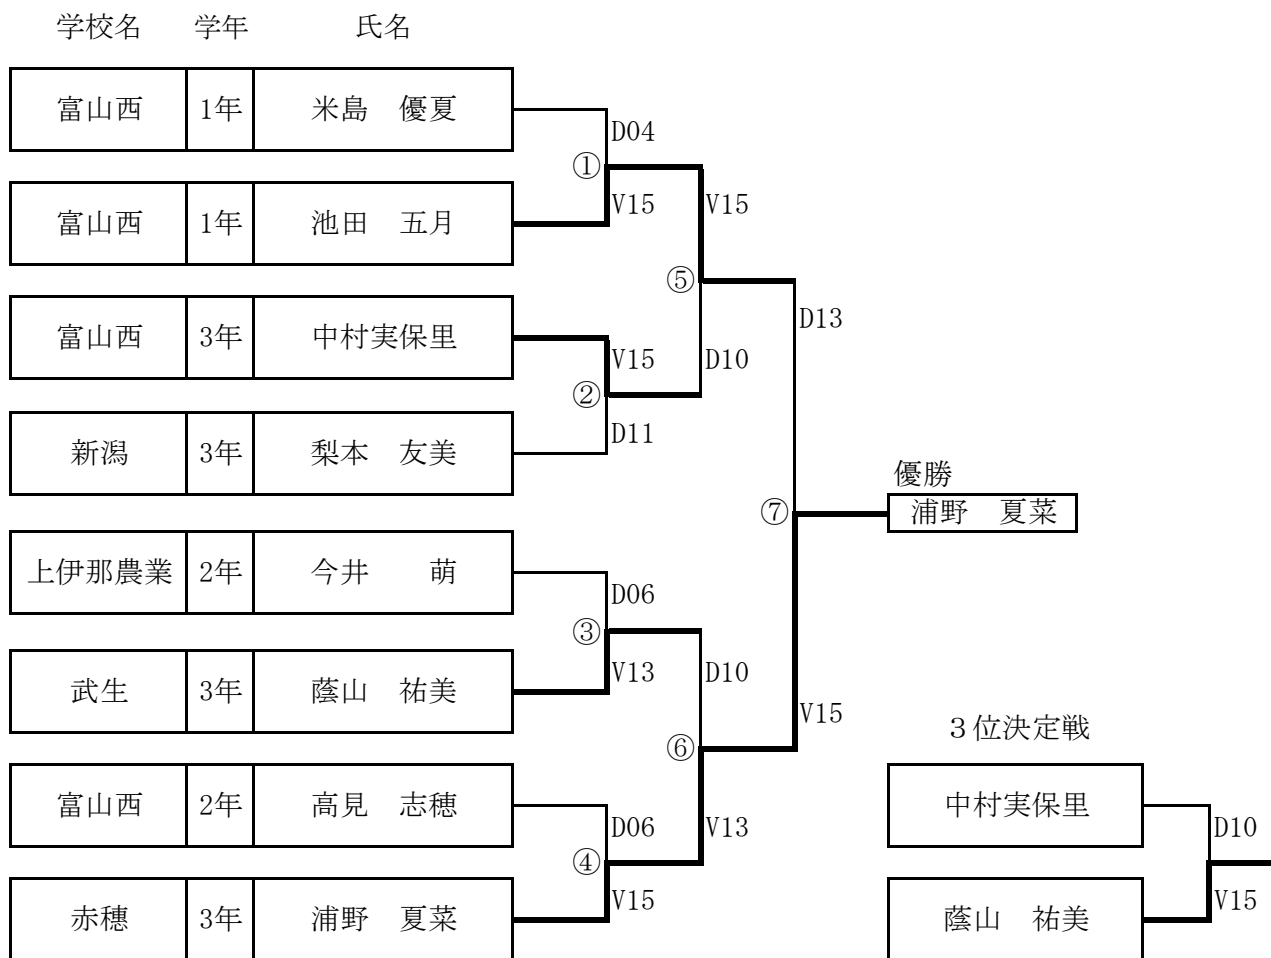 学校名 学年 氏名
富山西 1年 米島 優夏
D04
①
富山西 1年 池田 五月
V15 V15
⑤
富山西 3年 中村実保里
D13
V15 D10
②
新潟 3年 梨本 友美
D11
優勝
⑦ 浦野 夏菜
上伊那農業 2年 今井 萌
D06
③
武生 3年 蔭山 祐美
V13 D10
V15
3位決定戦
⑥
富山西 2年 高見 志穂
中村実保里
D06 V13 D10
④
赤穂 3年 浦野 夏菜
V15
蔭山 祐美
V15